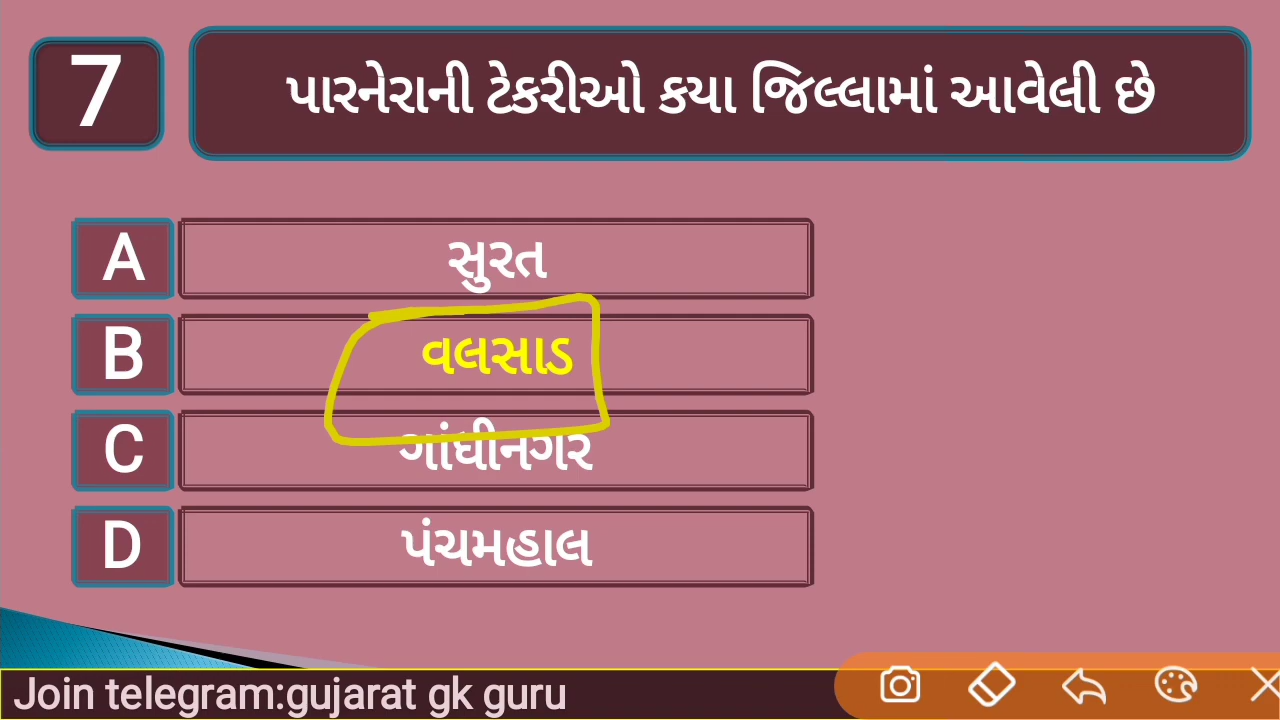 7
પારનેરાની ટેકરીઓ કયા જિલ્લામાં આવેલી છે
A
સુરત
B
વલસાડ
C
ગાંધીનગર
D
પંચમહાલ
Join telegram:gujarat gk guru